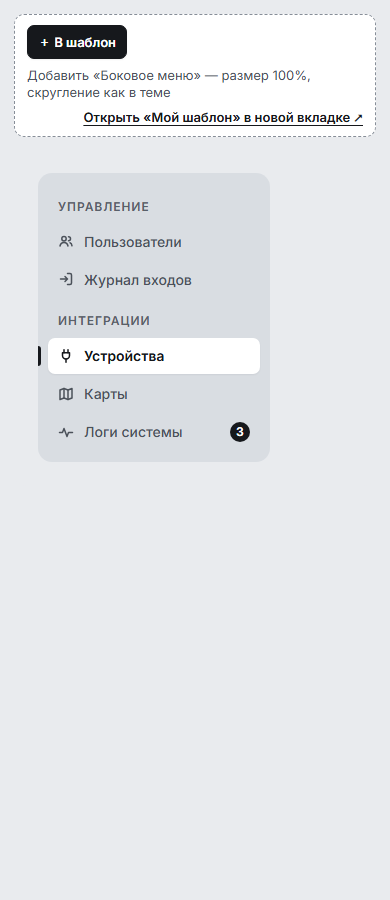 + В шаблон
Добавить «Боковое меню» — размер 100%,
скругление как в теме
Открыть «Мой шаблон» в новой вкладке ↗
УПРАВЛЕНИЕ
Пользователи
Журнал входов
ИНТЕГРАЦИИ
Устройства
Карты
Логи системы 3